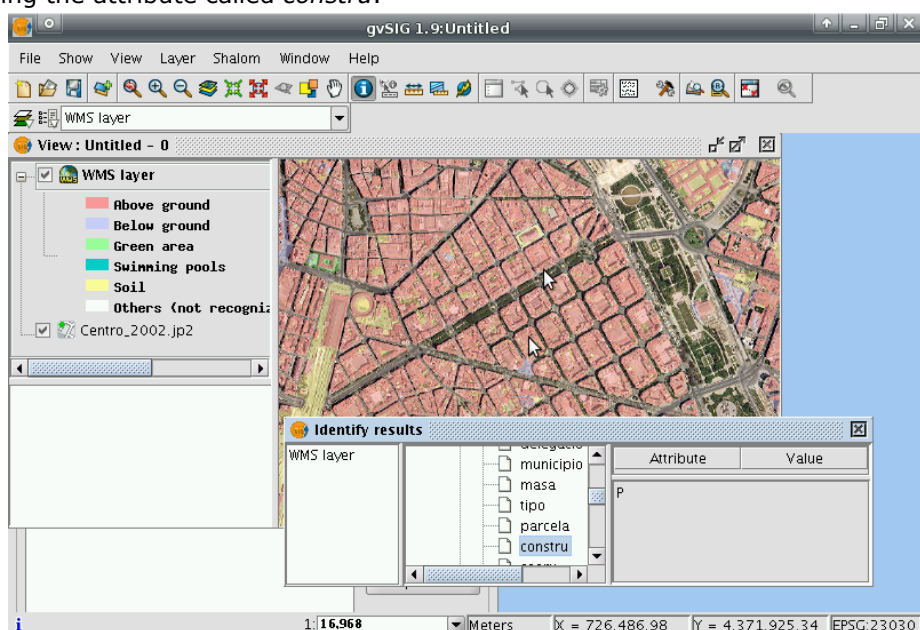 ing the attribute called constru.
gvSIG 1.9:Untitled
File Show View Layer Shalom Window Help
WMS layer
View : Untitled - 0
WMS layer
Above ground
Below ground
Green area
Swimming pools
Soil
Others (not recogniz
Centro_2002.jp2
Identify results
WMS layer
municipio
masa
tipo
parcela
constru
Attribute Value
P
1: 16,968 Meters X = 726.486.98 Y = 4.371.925.34 EPSG:23030